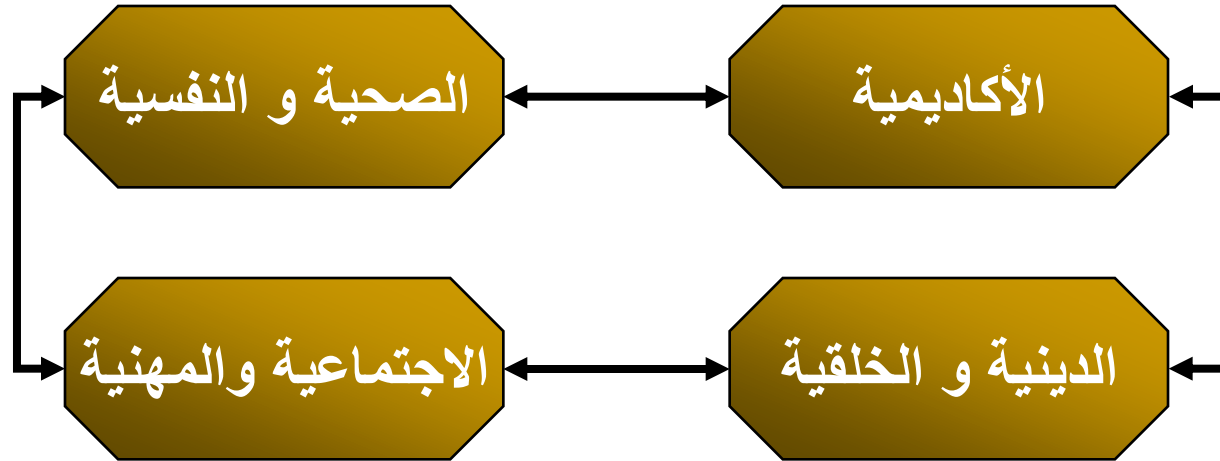 الأكاديمية
الصحية و النفسية
الدينية و الخلقية
الاجتماعية والمهنية